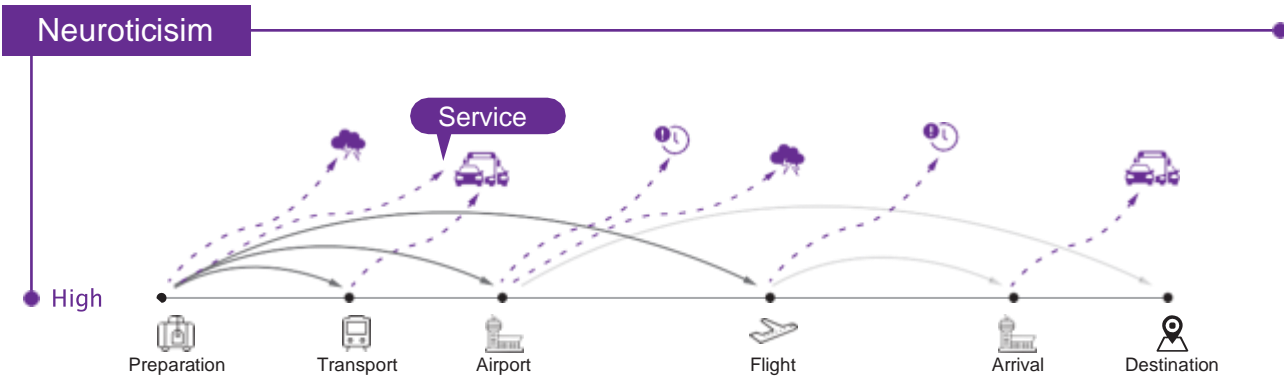 Neuroticisim
Service
High
Preparation
Transport
Airport
Flight
Arrival
Destination